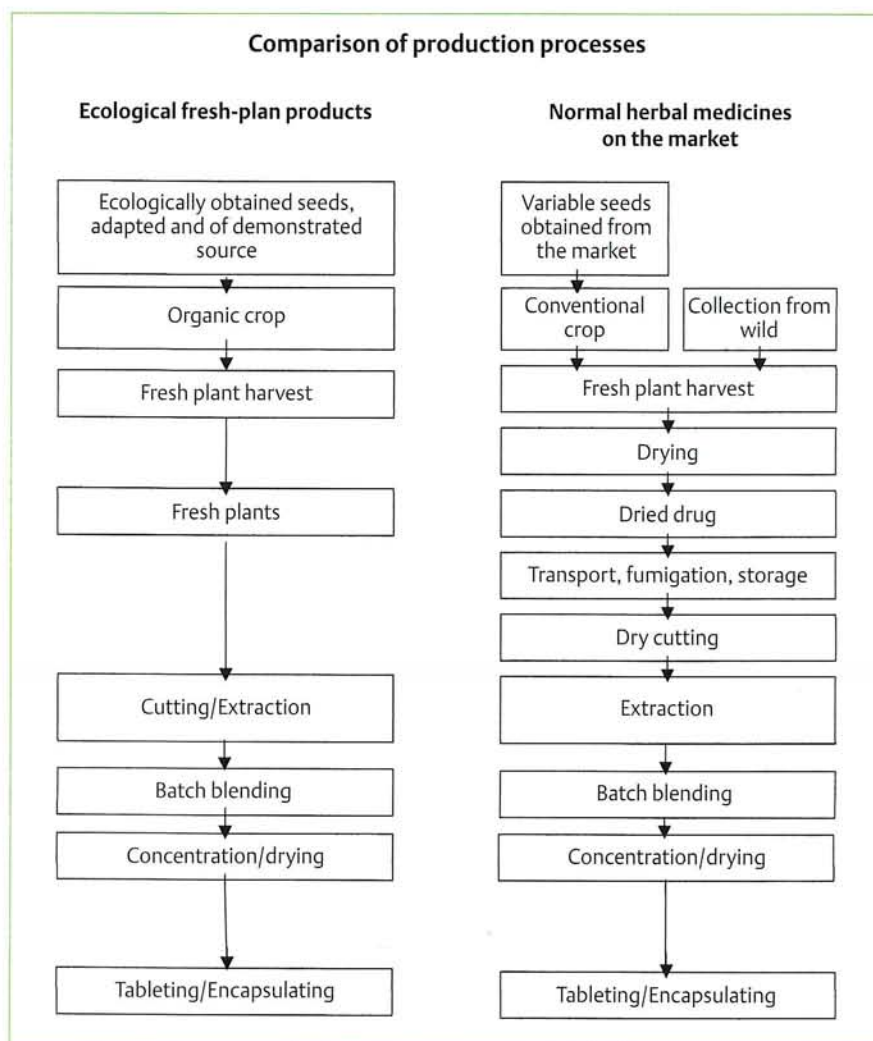 Comparison of production processes
Ecological fresh-plan products
Ecologically obtained seeds,
adapted and of demonstrated
source
Organic crop
Fresh plant harvest
Fresh plants
Cutting/Extraction
Batch blending
Concentration/drying
Tableting/Encapsulating
Normal herbal medicines
on the market
Variable seeds
obtained from
the market
Conventional
crop
Collection from
wild
Fresh plant harvest
Drying
Dried drug
Transport, fumigation, storage
Dry cutting
Extraction
Batch blending
Concentration/drying
Tableting/Encapsulating